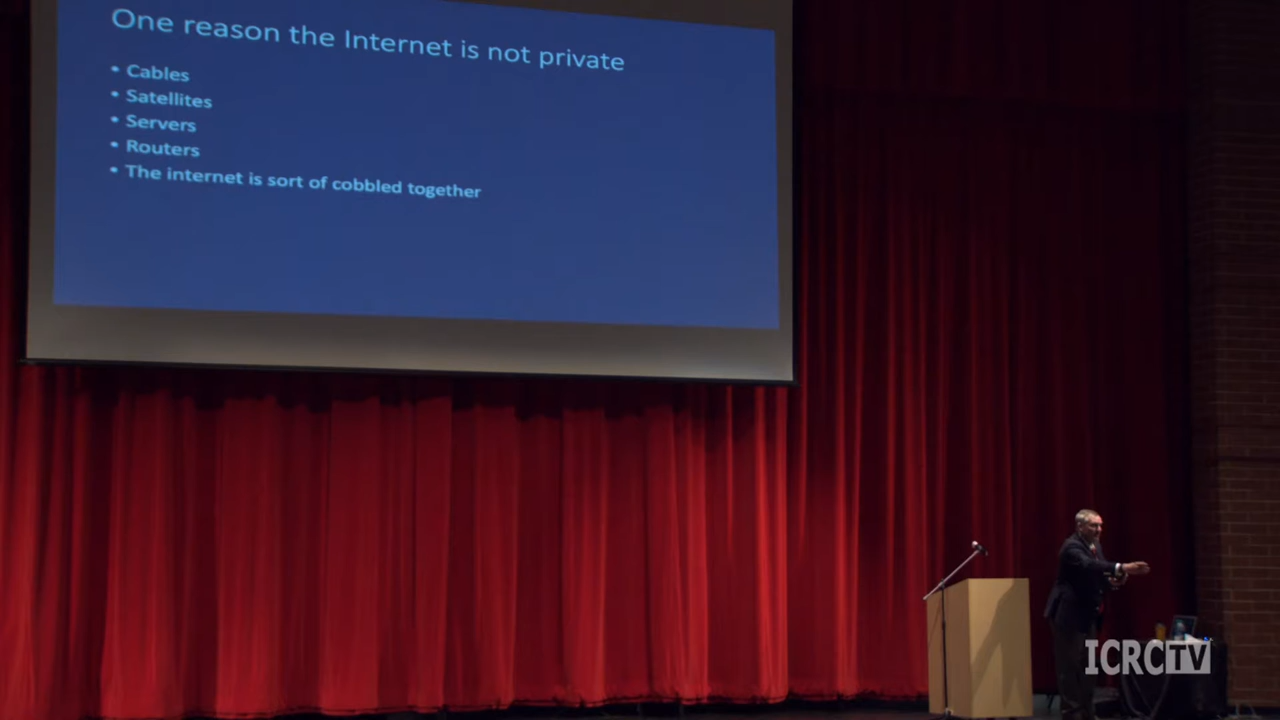 One reason the Internet is not private
• Cables
• Satellites
• Servers
• Routers
• The internet is sort of cobbled together
ICRCTV